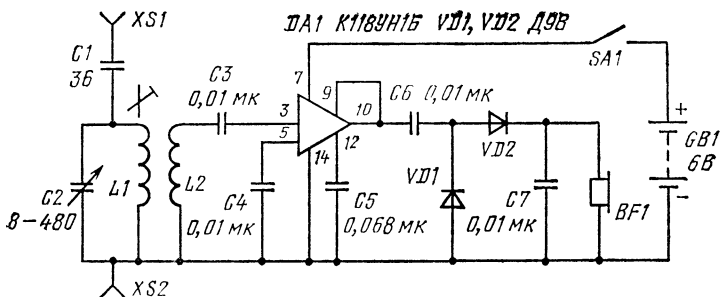 XS1
DA1 К118УН1Б VD1, VD2 Д9В
C1
36
C3
0,01 мк
7
9
10
3
5
12
14
C6 0,01 мк
SA1
VD2
+
GB1
6В
-
L1
L2
C2
8-480
C4
0,01 мк
C5
0,068 мк
VD1
C7
0,01 мк
BF1
XS2